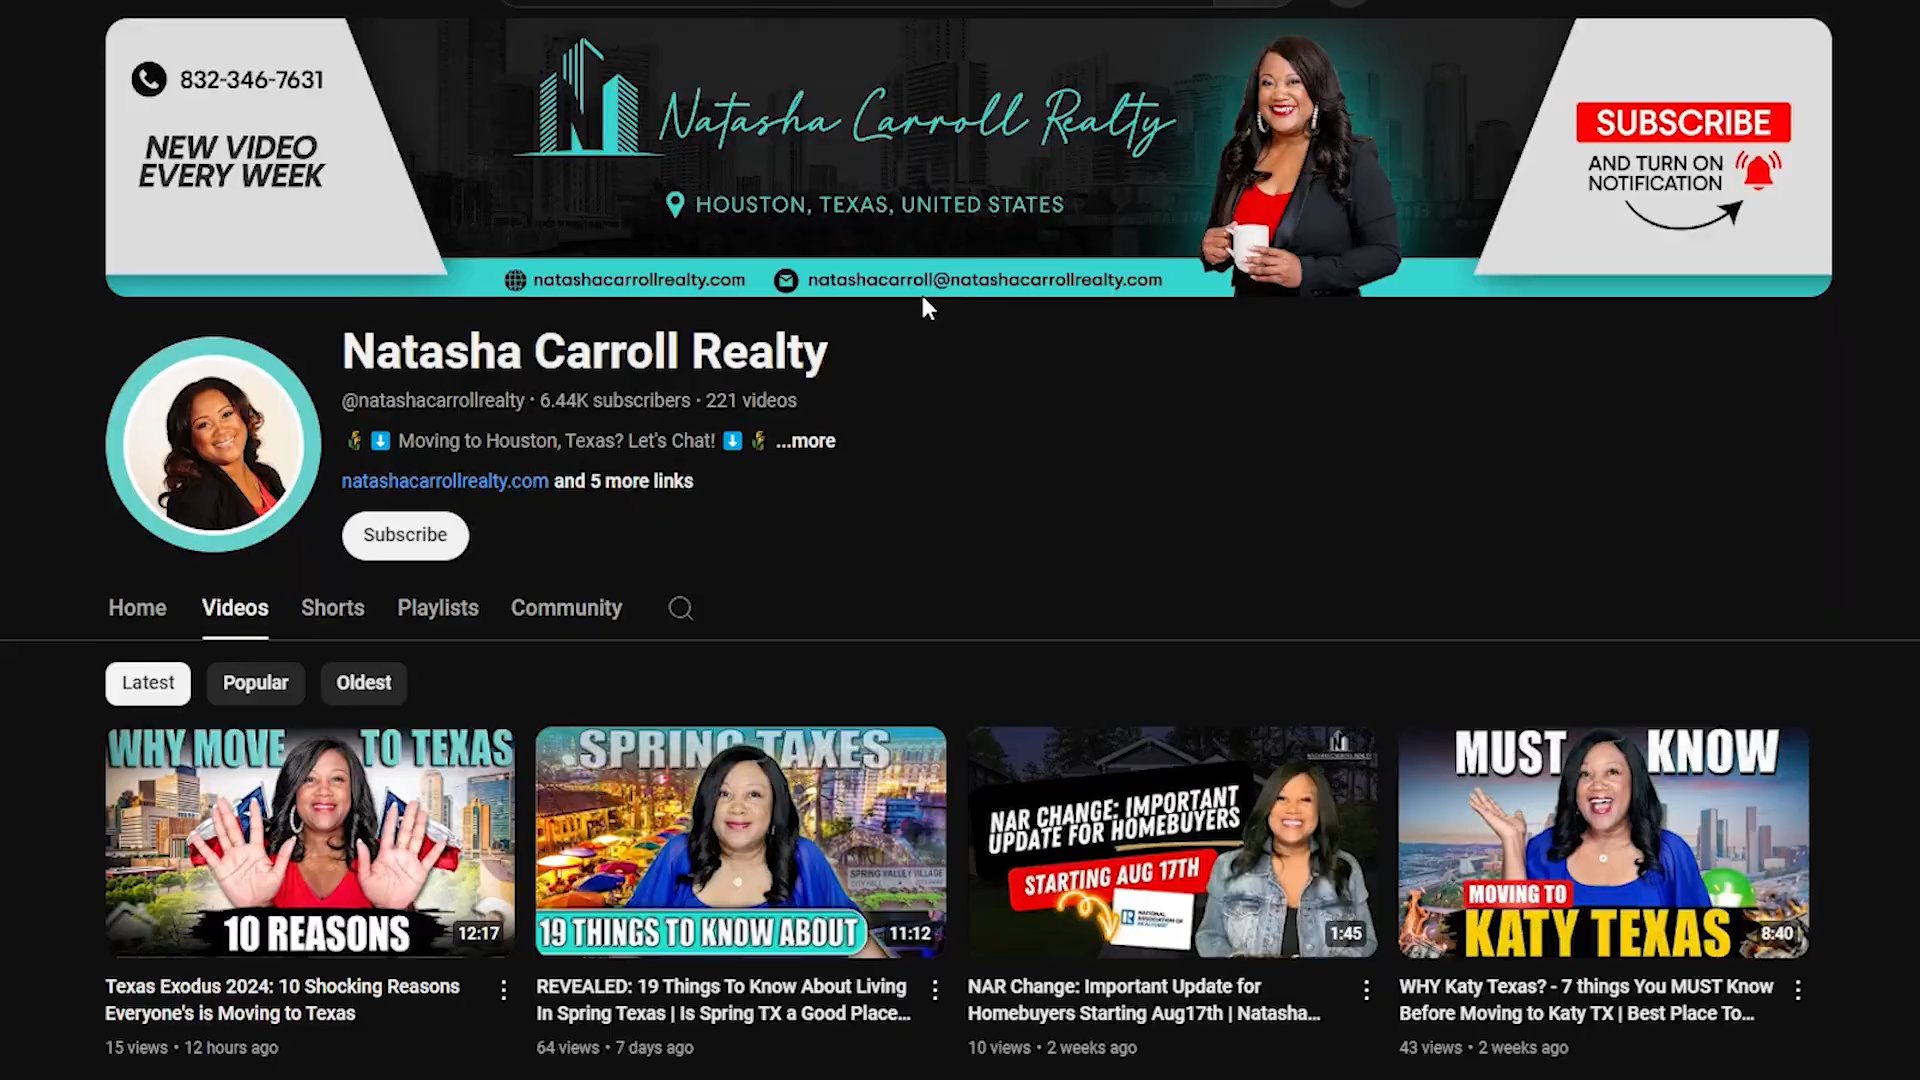 832-346-7631
NEW VIDEO
EVERY WEEK
N
Natasha Carroll Realty
HOUSTON, TEXAS, UNITED STATES
natashacarrollrealty.com
natashacarroll@natashacarrollrealty.com
SUBSCRIBE
AND TURN ON
NOTIFICATION
Natasha Carroll Realty
@natashacarrollrealty · 6.44K subscribers · 221 videos
Moving to Houston, Texas? Let's Chat! ...more
natashacarrollrealty.com and 5 more links
Subscribe
Home Videos Shorts Playlists Community
Latest Popular Oldest
WHY MOVE TO TEXAS
10 REASONS
12:17
Texas Exodus 2024: 10 Shocking Reasons
Everyone's is Moving to Texas
15 views · 12 hours ago
SPRING TAXES
SPRING VALLEY VILLAGE
19 THINGS TO KNOW ABOUT
11:12
REVEALED: 19 Things To Know About Living
In Spring Texas | Is Spring TX a Good Place...
64 views · 7 days ago
NAR CHANGE: IMPORTANT
UPDATE FOR HOMEBUYERS
STARTING AUG 17TH
NATIONAL
ASSOCIATION OF
REALTORS
1:45
NAR Change: Important Update for
Homebuyers Starting Aug17th | Natasha...
10 views · 2 weeks ago
MUST KNOW
MOVING TO
KATY TEXAS
8:40
WHY Katy Texas? - 7 things You MUST Know
Before Moving to Katy TX | Best Place To...
43 views · 2 weeks ago